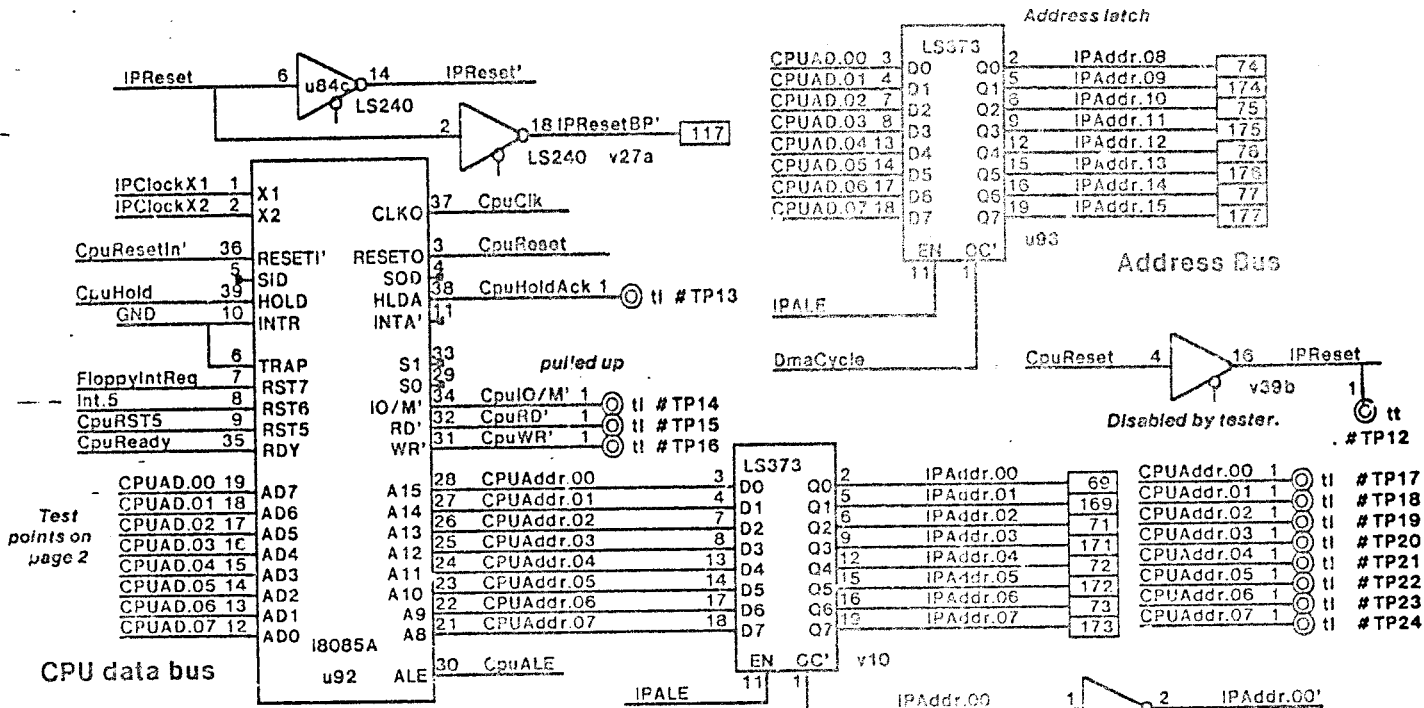 Address latch
IPReset 6 u84c 14 IPReset'
LS240
2 18 IPResetBP' 117
LS240 v27a
LS373
CPUAD.00 3 D0 Q0 2 IPAddr.08 74
CPUAD.01 4 D1 Q1 5 IPAddr.09 174
CPUAD.02 7 D2 Q2 6 IPAddr.10 75
CPUAD.03 8 D3 Q3 9 IPAddr.11 175
CPUAD.04 13 D4 Q4 12 IPAddr.12 76
CPUAD.05 14 D5 Q5 15 IPAddr.13 176
CPUAD.06 17 D6 Q6 16 IPAddr.14 77
CPUAD.07 18 D7 Q7 19 IPAddr.15 177
EN OC' u93
11 1
IPALE
DmaCycle
Address Bus
IPClockX1 1 X1
IPClockX2 2 X2
CLKO 37 CpuClk
CpuResetIn' 36 RESETI' RESETO 3 CpuReset
5 SID SOD 4
CpuHold 39 HOLD HLDA 38 CpuHoldAck 1 tl #TP13
GND 10 INTR INTA' 11
6 TRAP S1 33
pulled up
FloppyIntReq 7 RST7 S0 29
Int.5 8 RST6 IO/M' 34 CpuIO/M' 1 tl #TP14
CpuRST5 9 RST5 RD' 32 CpuRD' 1 tl #TP15
CpuReady 35 RDY WR' 31 CpuWR' 1 tl #TP16
CpuReset 4 16 IPReset
v39b
Disabled by tester.
1 tt
#TP12
Test
points on
page 2
CPUAD.00 19 AD7
CPUAD.01 18 AD6
CPUAD.02 17 AD5
CPUAD.03 16 AD4
CPUAD.04 15 AD3
CPUAD.05 14 AD2
CPUAD.06 13 AD1
CPUAD.07 12 AD0
CPU data bus
I8085A
u92
ALE 30 CpuALE
LS373
A15 28 CPUAddr.00 3 D0 Q0 2 IPAddr.00 69
A14 27 CPUAddr.01 4 D1 Q1 5 IPAddr.01 169
A13 26 CPUAddr.02 7 D2 Q2 6 IPAddr.02 71
A12 25 CPUAddr.03 8 D3 Q3 9 IPAddr.03 171
A11 24 CPUAddr.04 13 D4 Q4 12 IPAddr.04 72
A10 23 CPUAddr.05 14 D5 Q5 15 IPAddr.05 172
A9 22 CPUAddr.06 17 D6 Q6 16 IPAddr.06 73
A8 21 CPUAddr.07 18 D7 Q7 19 IPAddr.07 173
EN OC' v10
11 1
IPALE
CPUAddr.00 1 tl #TP17
CPUAddr.01 1 tl #TP18
CPUAddr.02 1 tl #TP19
CPUAddr.03 1 tl #TP20
CPUAddr.04 1 tl #TP21
CPUAddr.05 1 tl #TP22
CPUAddr.06 1 tl #TP23
CPUAddr.07 1 tl #TP24
IPAddr.00 1 2 IPAddr.00'